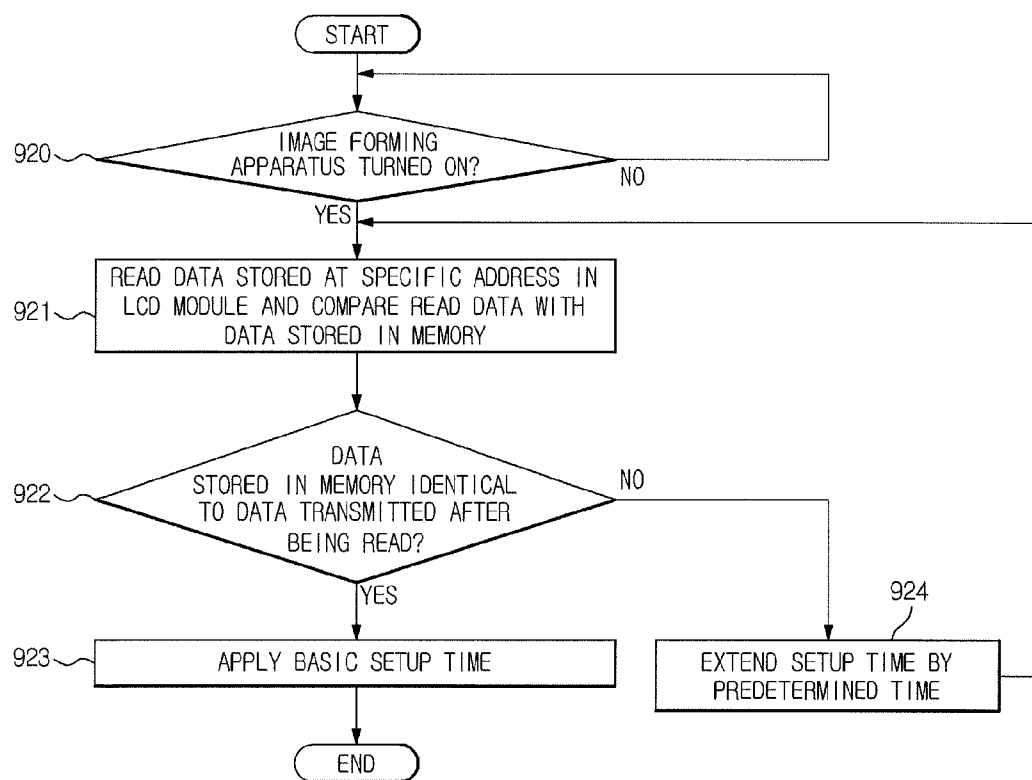 START
920
IMAGE FORMING
APPARATUS TURNED ON?
NO
YES
921
READ DATA STORED AT SPECIFIC ADDRESS IN
LCD MODULE AND COMPARE READ DATA WITH
DATA STORED IN MEMORY
922
DATA
STORED IN MEMORY IDENTICAL
TO DATA TRANSMITTED AFTER
BEING READ?
NO
YES
923
APPLY BASIC SETUP TIME
924
EXTEND SETUP TIME BY
PREDETERMINED TIME
END